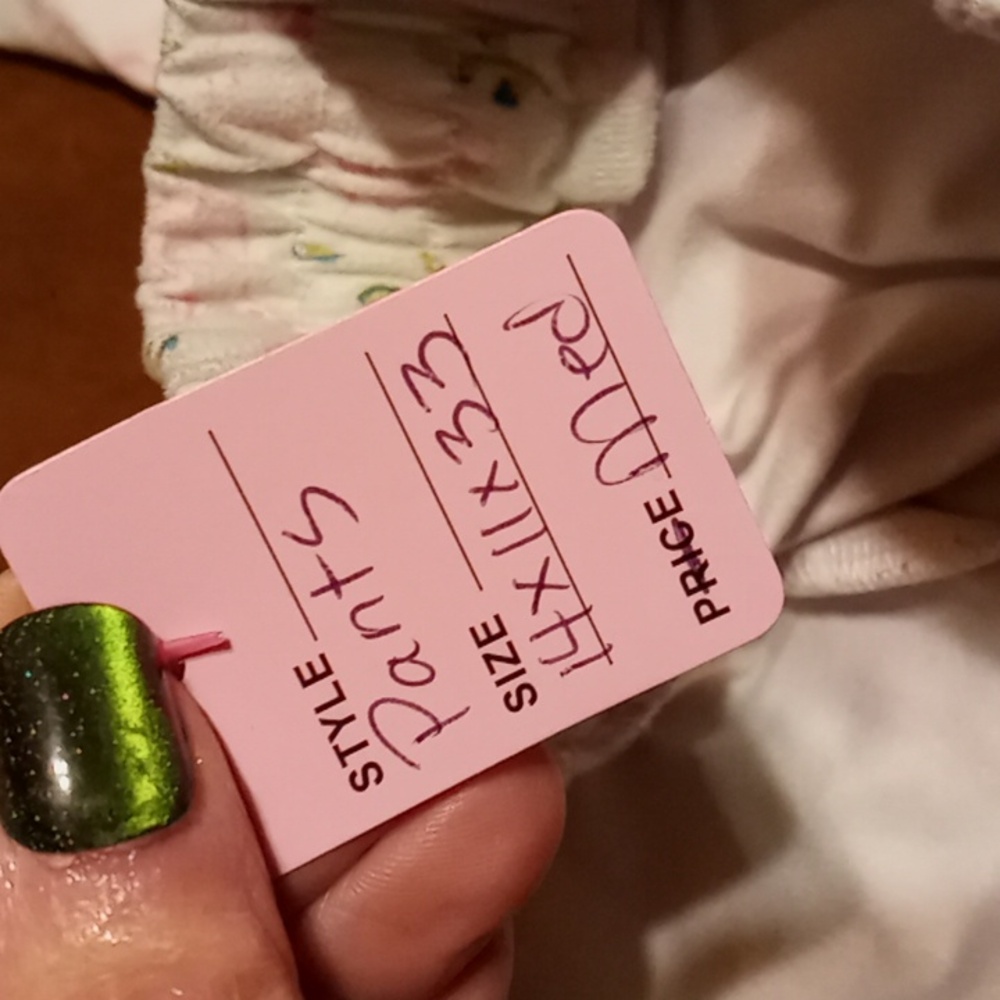 STYLE
Pants
SIZE
14x11x33
PRICE Med